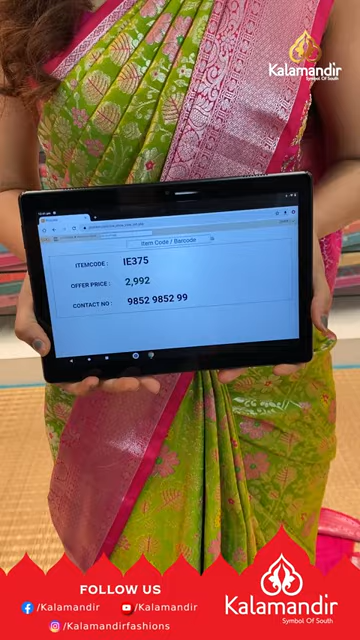 Kalamandir
Symbol Of South
Item Code / Barcode
ITEMCODE : IE375
OFFER PRICE : 2,992
CONTACT NO : 9852 9852 99
FOLLOW US
/Kalamandir /Kalamandir
/Kalamandirfashions
Kalamandir
Symbol Of South